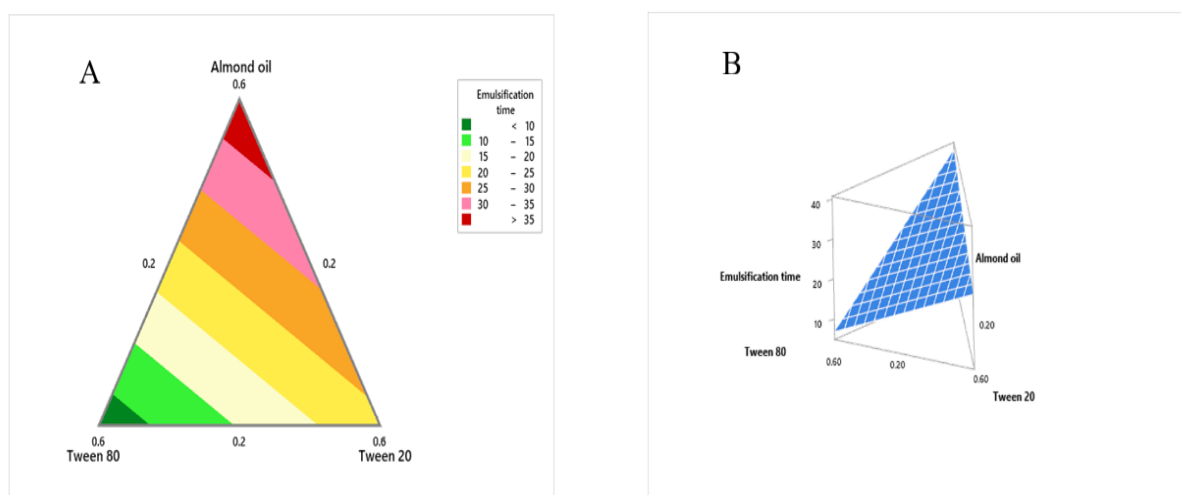 A
Almond oil
0.6
Emulsification
time
< 10
10 – 15
15 – 20
20 – 25
25 – 30
30 – 35
> 35
0.2
0.2
0.6
0.2
0.6
Tween 80
Tween 20
B
40
30
Almond oil
Emulsification time
20
10
0.20
Tween 80
0.60
0.20
0.60
Tween 20